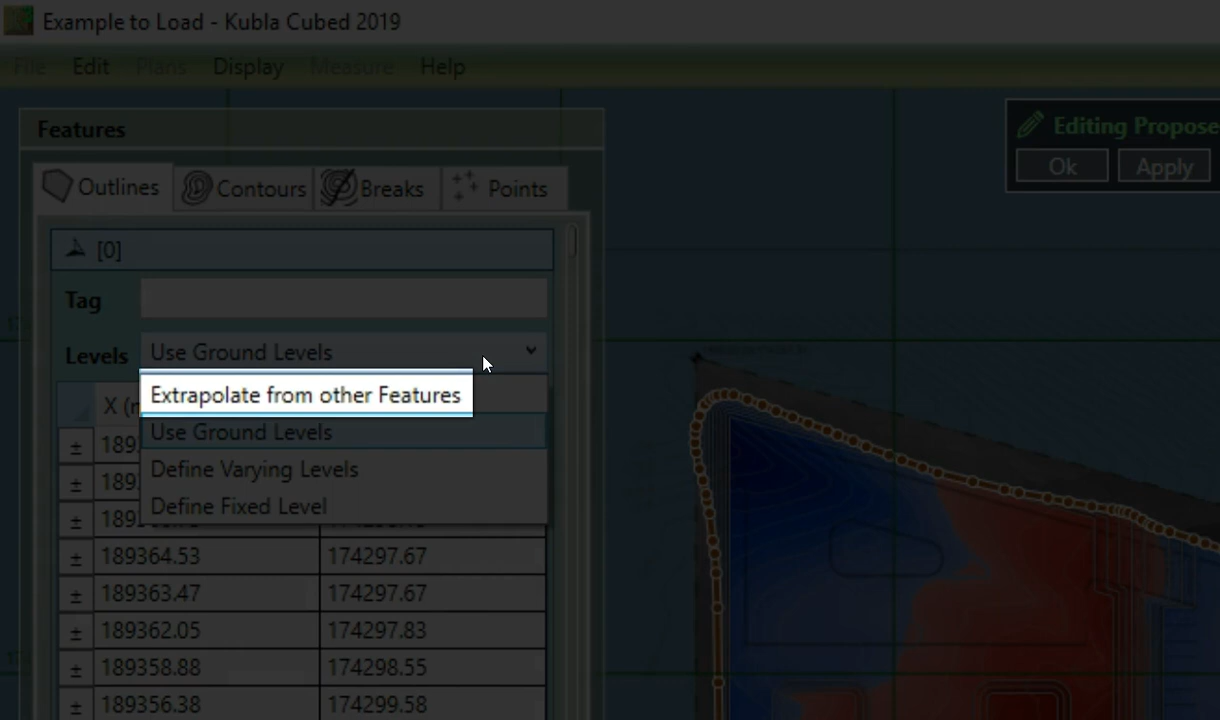 Example to Load - Kubla Cubed 2019
File Edit Plans Display Measure Help
Features
Editing Propose
Ok Apply
Outlines Contours Breaks Points
[0]
Tag
Levels Use Ground Levels
Extrapolate from other Features
Use Ground Levels
Define Varying Levels
Define Fixed Level
X (
± 189
± 189
± 189
± 189364.53 174297.67
± 189363.47 174297.67
± 189362.05 174297.83
± 189358.88 174298.55
± 189356.38 174299.58